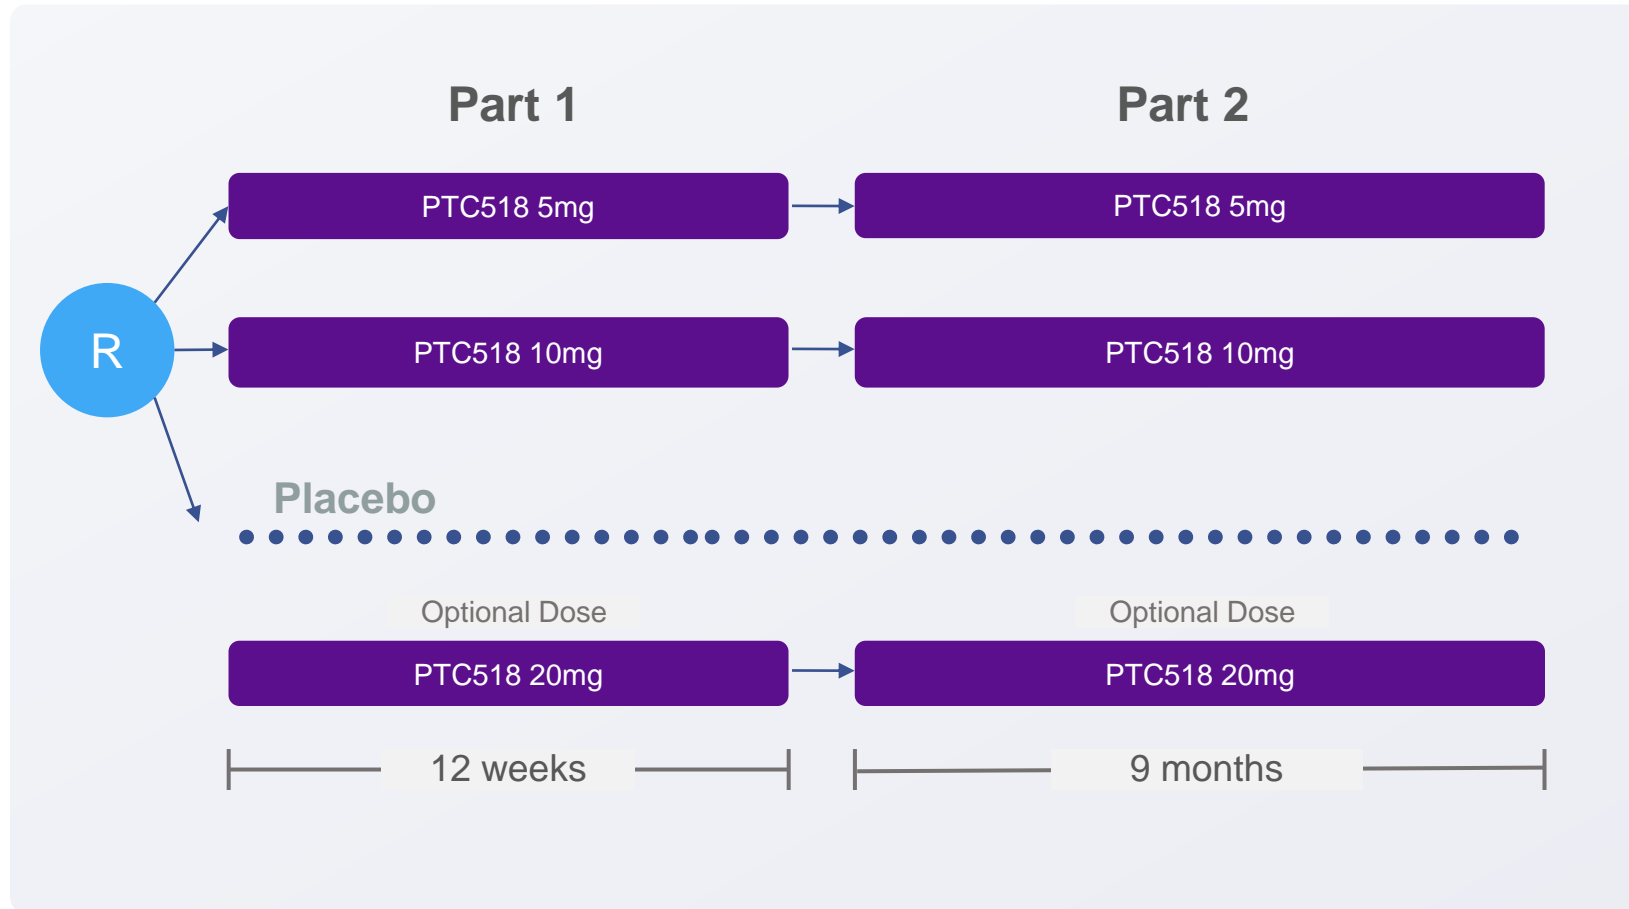 Part 1
Part 2
PTC518 5mg
PTC518 5mg
R
PTC518 10mg
PTC518 10mg
Placebo
Optional Dose
Optional Dose
PTC518 20mg
PTC518 20mg
12 weeks
9 months